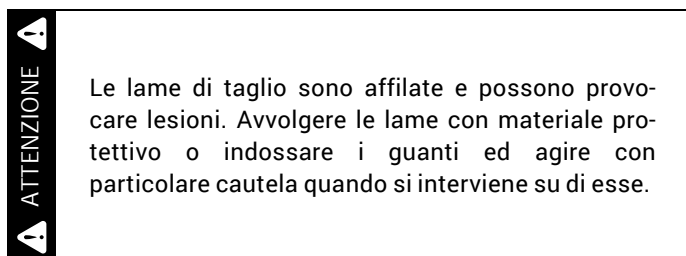 ATTENZIONE
Le lame di taglio sono affilate e possono provo-
care lesioni. Avvolgere le lame con materiale pro-
tettivo o indossare i guanti ed agire con
particolare cautela quando si interviene su di esse.